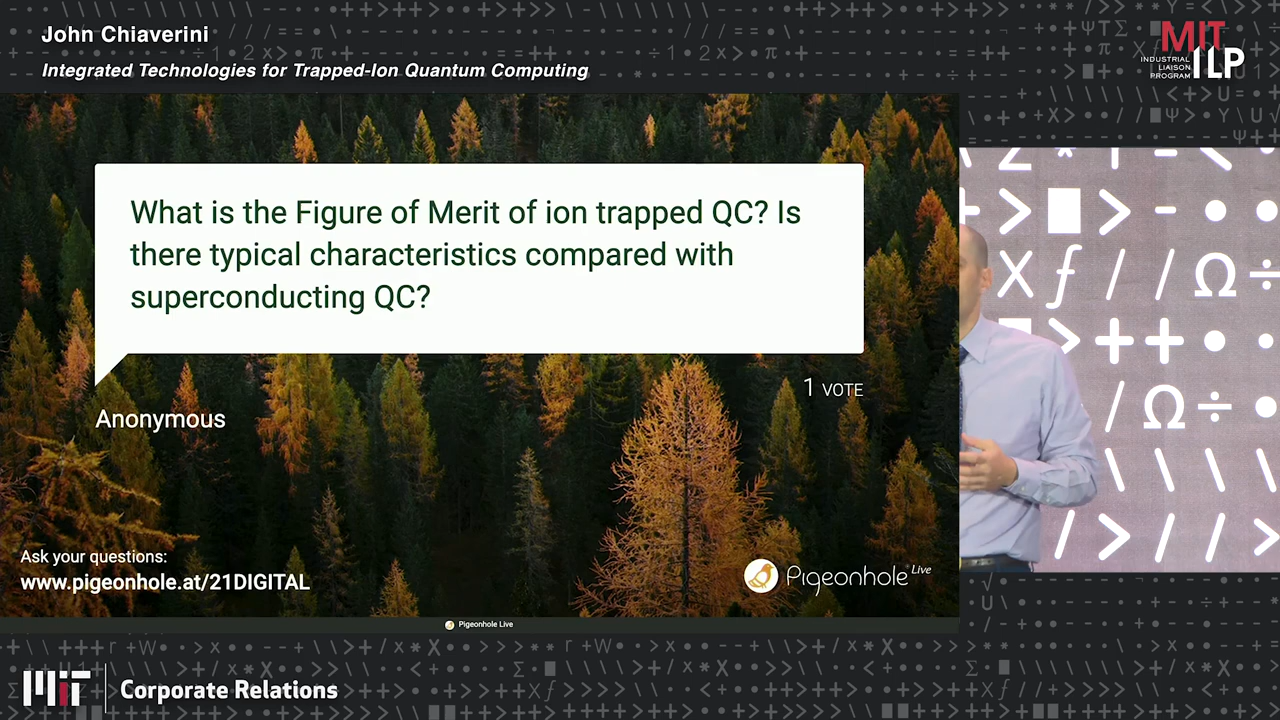 John Chiaverini
Integrated Technologies for Trapped-Ion Quantum Computing
MIT
INDUSTRIAL
LIAISON
PROGRAM
ILP
What is the Figure of Merit of ion trapped QC? Is
there typical characteristics compared with
superconducting QC?
1 VOTE
Anonymous
Ask your questions:
www.pigeonhole.at/21DIGITAL
Pigeonhole Live
Pigeonhole Live
MIT
Corporate Relations